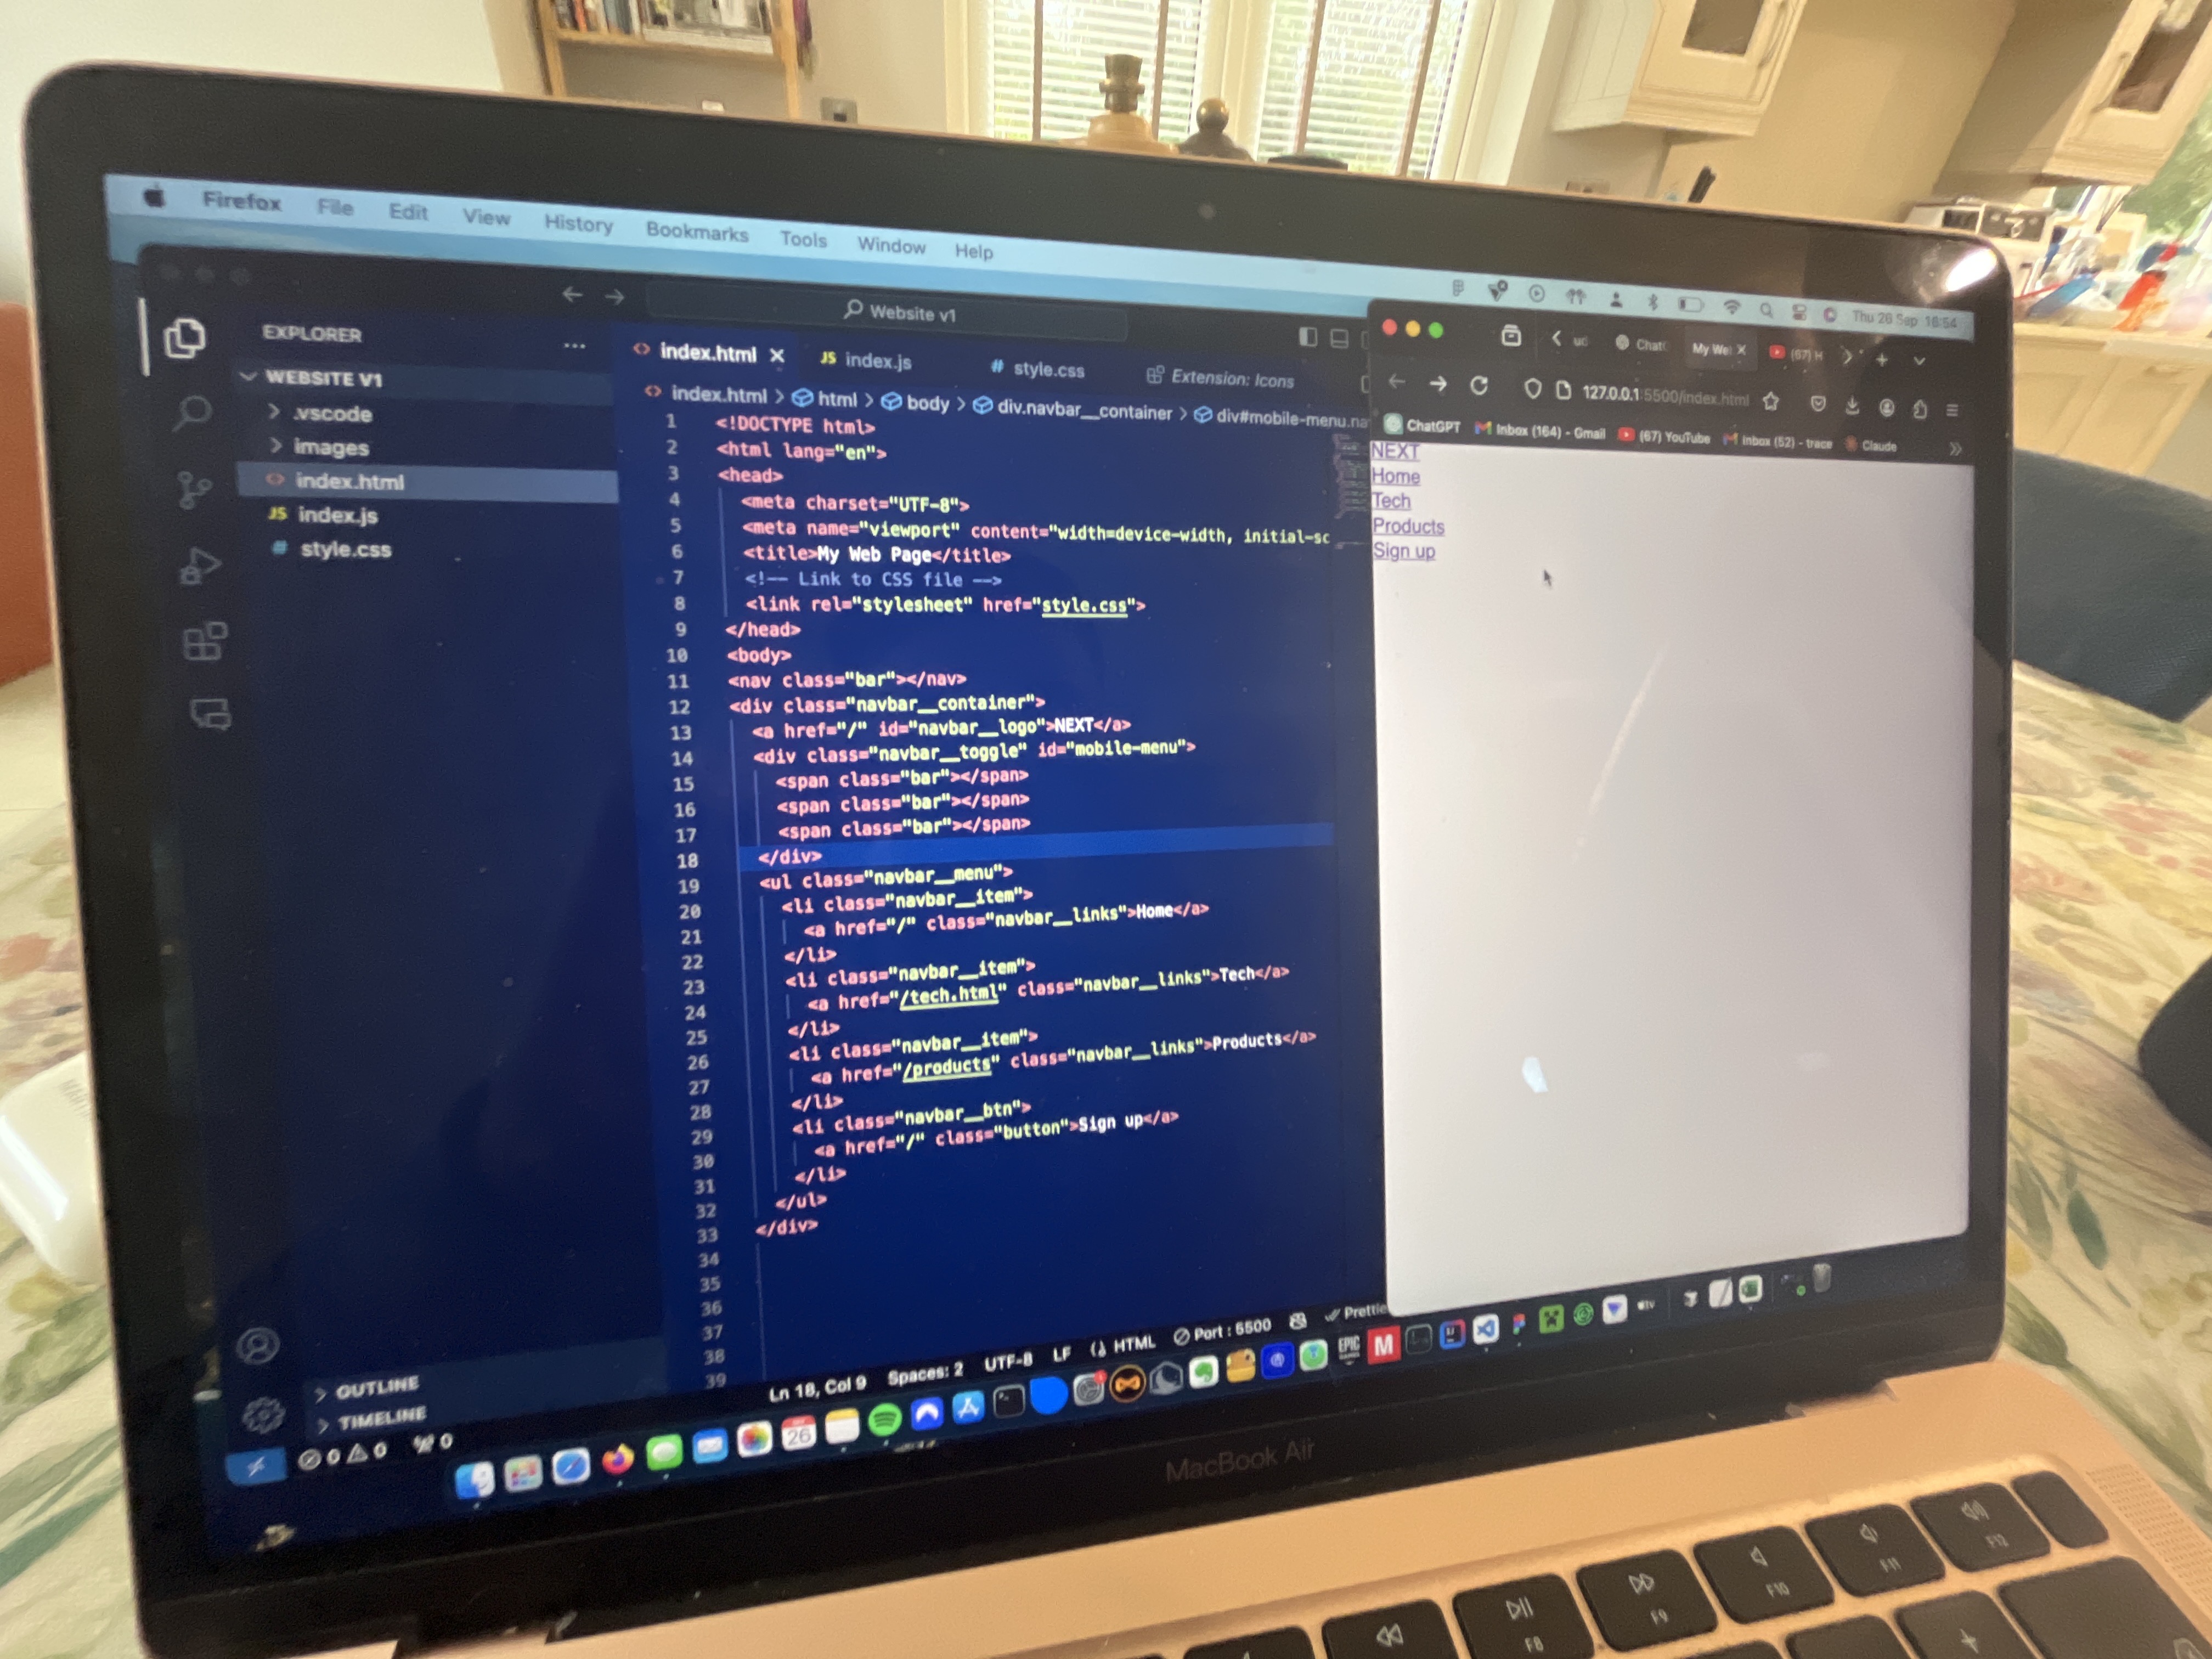 Firefox File Edit View History Bookmarks Tools Window Help
Thu 26 Sep 16:54
Website v1
EXPLORER
WEBSITE V1
.vscode
images
index.html
JS index.js
# style.css
index.html
JS index.js
# style.css
Extension: Icons
index.html > html > body > div.navbar__container > div#mobile-menu.na
1 <!DOCTYPE html>
2 <html lang="en">
3 <head>
4 <meta charset="UTF-8">
5 <meta name="viewport" content="width=device-width, initial-sc
6 <title>My Web Page</title>
7 <!-- Link to CSS file -->
8 <link rel="stylesheet" href="style.css">
9 </head>
10 <body>
11 <nav class="bar"></nav>
12 <div class="navbar__container">
13 <a href="/" id="navbar__logo">NEXT</a>
14 <div class="navbar__toggle" id="mobile-menu">
15 <span class="bar"></span>
16 <span class="bar"></span>
17 <span class="bar"></span>
18 </div>
19 <ul class="navbar__menu">
20 <li class="navbar__item">
21 <a href="/" class="navbar__links">Home</a>
22 </li>
23 <li class="navbar__item">
24 <a href="/tech.html" class="navbar__links">Tech</a>
25 </li>
26 <li class="navbar__item">
27 <a href="/products" class="navbar__links">Products</a>
28 </li>
29 <li class="navbar__btn">
30 <a href="/" class="button">Sign up</a>
31 </li>
32 </ul>
33 </div>
34
35
36
37
38
39
OUTLINE
TIMELINE
0 0 0
Ln 18, Col 9 Spaces: 2 UTF-8 LF HTML Port : 5500 Prettie
My We
(67) H
127.0.0.1:5500/index.html
ChatGPT Inbox (164) - Gmail (67) YouTube Inbox (52) - trace Claude
NEXT
Home
Tech
Products
Sign up
26
EPIC
M
tv
MacBook Air
F8
F9
F10
F11
F12